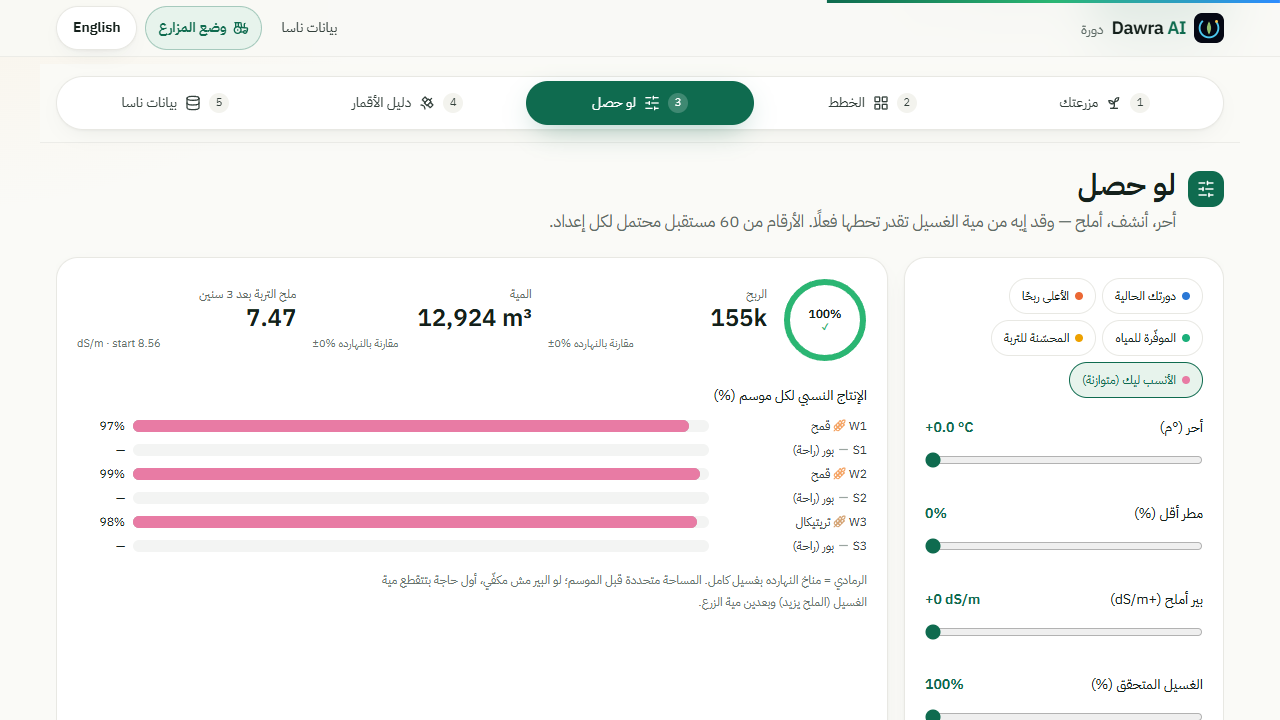 Dawra AI دورة
بيانات ناسا
وضع المزارع
English
1 مزرعتك
2 الخطط
3 لو حصل
4 دليل الأقمار
5 بيانات ناسا
لو حصل
أحر، أنشف، أملح — وقد إيه من مية الغسيل تقدر تحطها فعلًا. الأرقام من 60 مستقبل محتمل لكل إعداد.
دورتك الحالية
الأعلى ربحًا
الموفّرة للمياه
المحسّنة للتربة
الأنسب ليك (متوازنة)
أحر (°م) +0.0 °C
مطر أقل (%) 0%
بير أملح (+dS/m) +0 dS/m
الغسيل المتحقق (%) 100%
100%
✓
الربح
155k
مقارنة بالنهارده 0%±
المية
12,924 m³
مقارنة بالنهارده 0%±
ملح التربة بعد 3 سنين
7.47
dS/m · start 8.56
الإنتاج النسبي لكل موسم (%)
W1 🌾 قمح 97%
S1 — بور (راحة) —
W2 🌾 قمح 99%
S2 — بور (راحة) —
W3 🌾 تريتيكال 98%
S3 — بور (راحة) —
الرمادي = مناخ النهارده بغسيل كامل. المساحة متحددة قبل الموسم؛ لو البير مش مكفّي، أول حاجة بتتقطع مية
الغسيل (الملح يزيد) وبعدين مية الزرع.